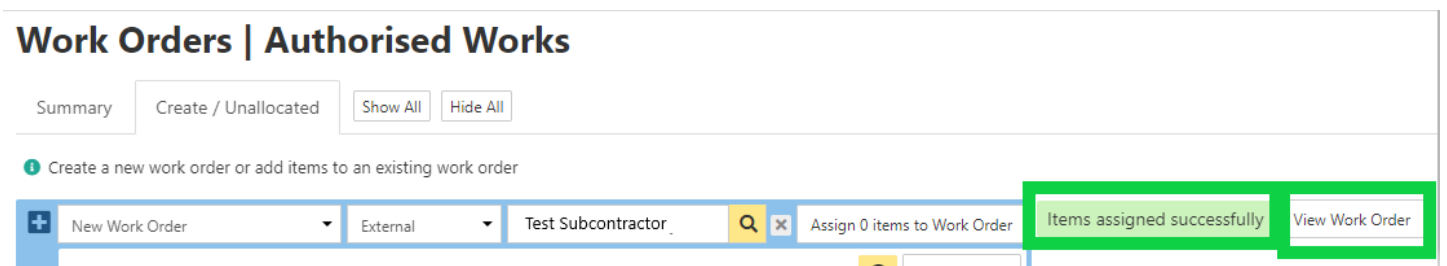 Work Orders | Authorised Works
Summary Create / Unallocated Show All Hide All
Create a new work order or add items to an existing work order
New Work Order External Test Subcontractor Assign 0 items to Work Order Items assigned successfully View Work Order